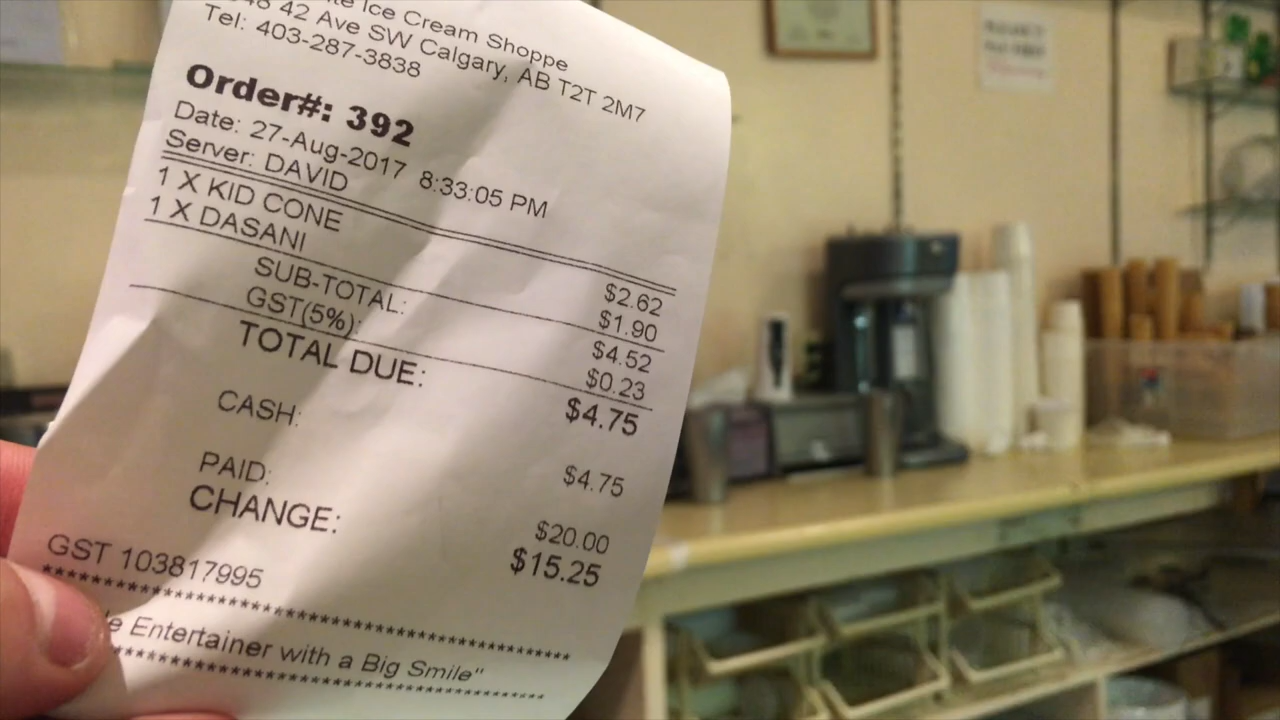 Ice Cream Shoppe
42 Ave SW Calgary, AB T2T 2M7
Tel: 403-287-3838
Order#: 392
Date: 27-Aug-2017 8:33:05 PM
Server: DAVID
1 X KID CONE $2.62
1 X DASANI $1.90
SUB-TOTAL: $4.52
GST(5%): $0.23
TOTAL DUE: $4.75
CASH: $4.75
PAID: $20.00
CHANGE: $15.25
GST 103817995
****************************************
Entertainer with a Big Smile"
****************************************